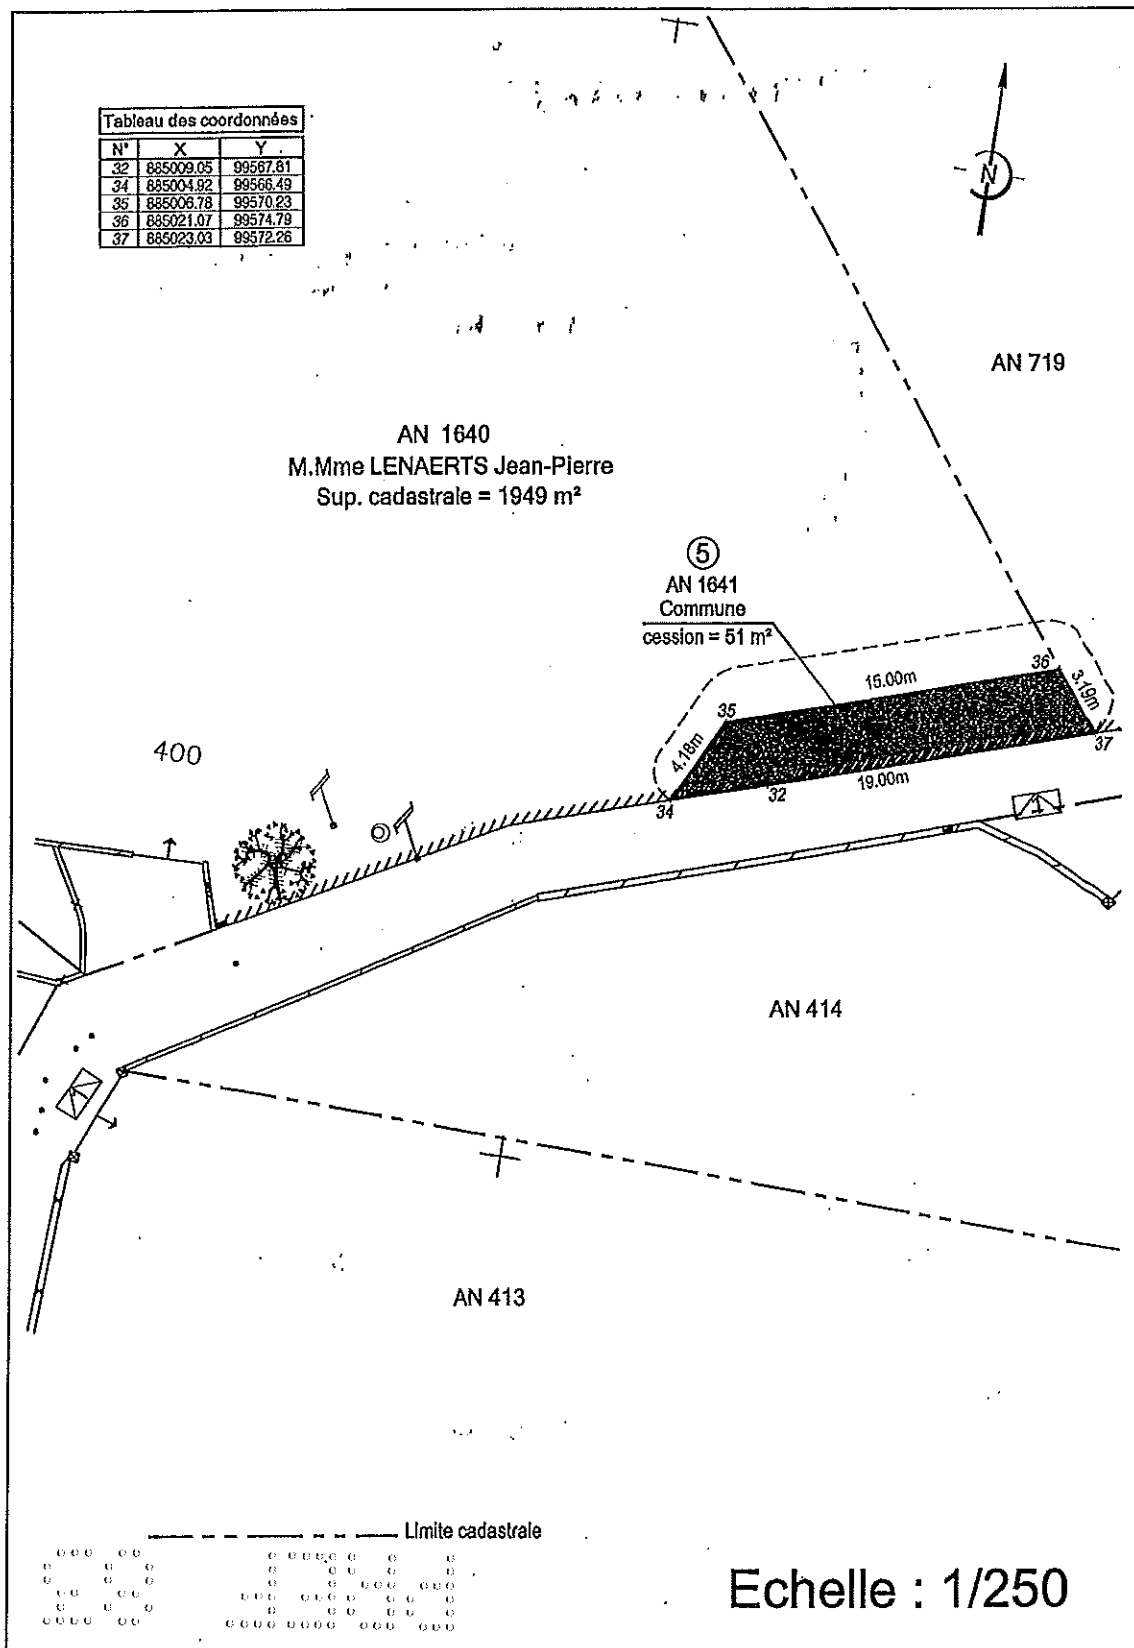 Tableau des coordonnées
N° X Y
32 885009.05 99567.81
34 885004.92 99566.49
35 885006.78 99570.23
36 885021.07 99574.79
37 885023.03 99572.26
N
AN 719
AN 1640
M.Mme LENAERTS Jean-Pierre
Sup. cadastrale = 1949 m²
5
AN 1641
Commune
cession = 51 m²
36
15.00m
3.19m
35
4.18m
37
400
19.00m
32
34
AN 414
AN 413
Limite cadastrale
Echelle : 1/250